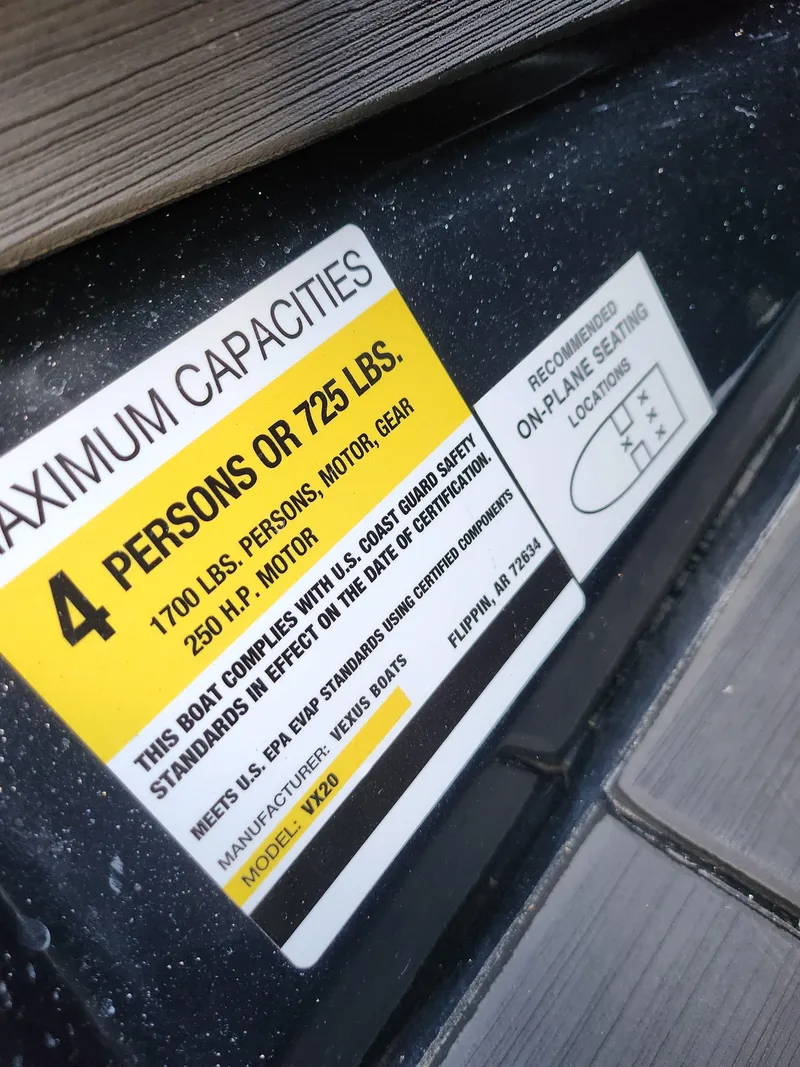 AXIMUM CAPACITIES
4 PERSONS OR 725 LBS.
1700 LBS. PERSONS, MOTOR, GEAR
250 H.P. MOTOR
THIS BOAT COMPLIES WITH U.S. COAST GUARD SAFETY
STANDARDS IN EFFECT ON THE DATE OF CERTIFICATION.
MEETS U.S. EPA EVAP STANDARDS USING CERTIFIED COMPONENTS
MANUFACTURER: VEXUS BOATS FLIPPIN, AR 72634
MODEL: VX20
RECOMMENDED
ON-PLANE SEATING
LOCATIONS
X
X
X X
X